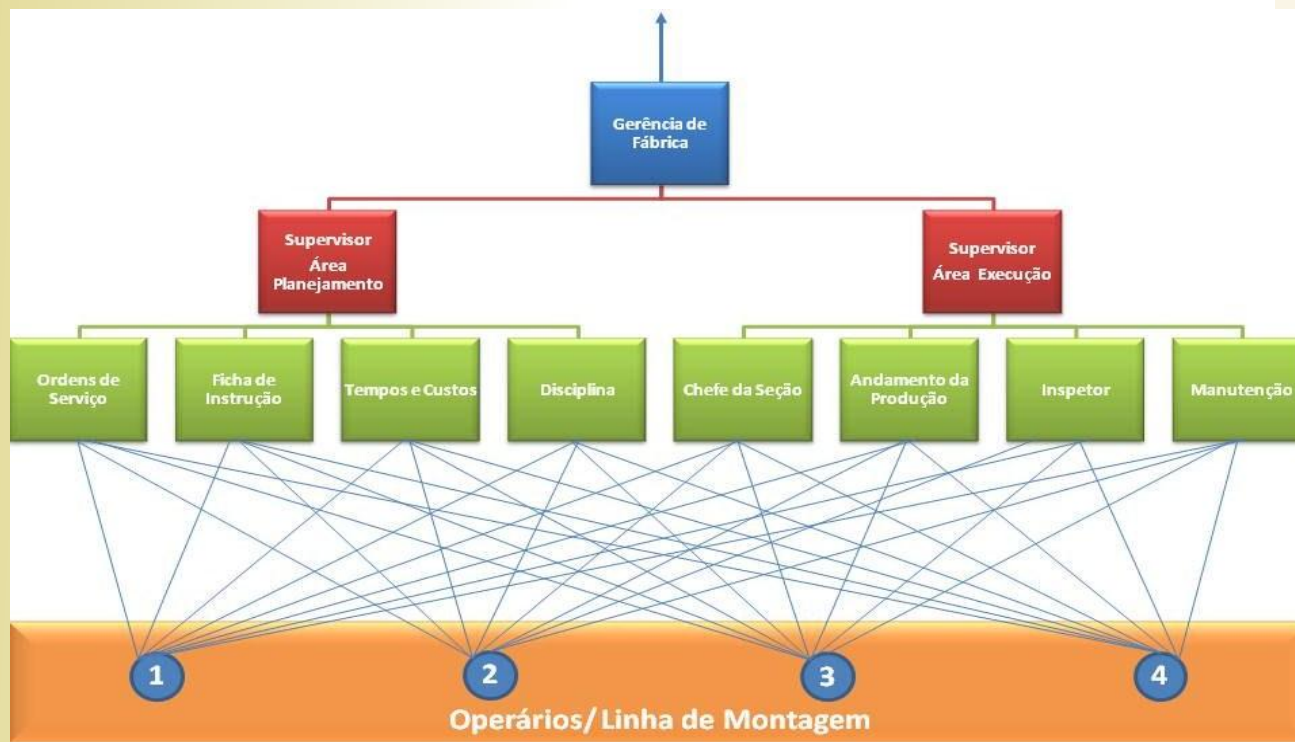 Gerência de
Fábrica
Supervisor
Área
Planejamento
Supervisor
Área Execução
Ordens de
Serviço
Ficha de
Instrução
Tempos e Custos
Disciplina
Chefe da Seção
Andamento da
Produção
Inspetor
Manutenção
1
2
3
4
Operários/Linha de Montagem